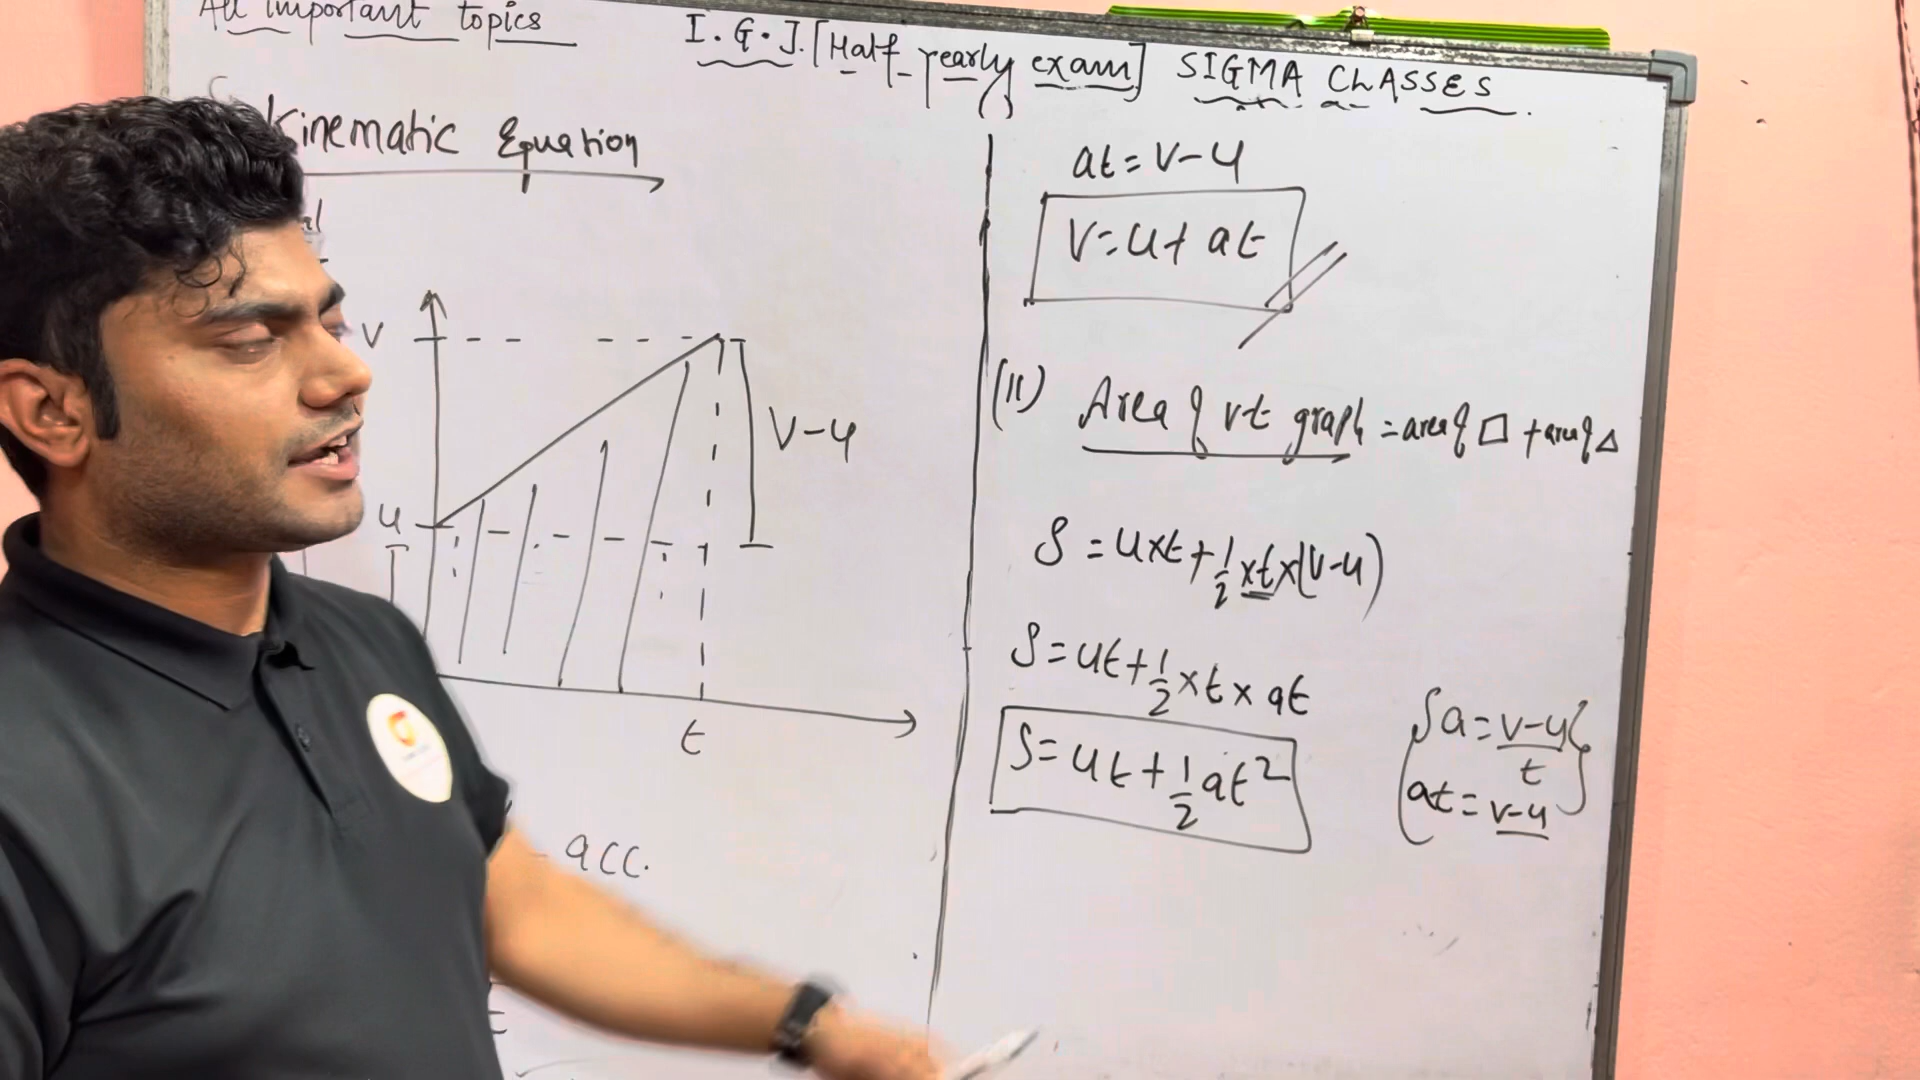 All important topics
I.G.J. [Half yearly exam] SIGMA CLASSES
Kinematic Equation
V
V-u
u
t
acc.
at = V-u
V = u + at
(II) Area of vt graph = area of □ + area of △
S = u×t + 1/2 × t × (V-u)
S = ut + 1/2 × t × at
S = ut + 1/2 at²
{a = V-u/t}
at = V-u